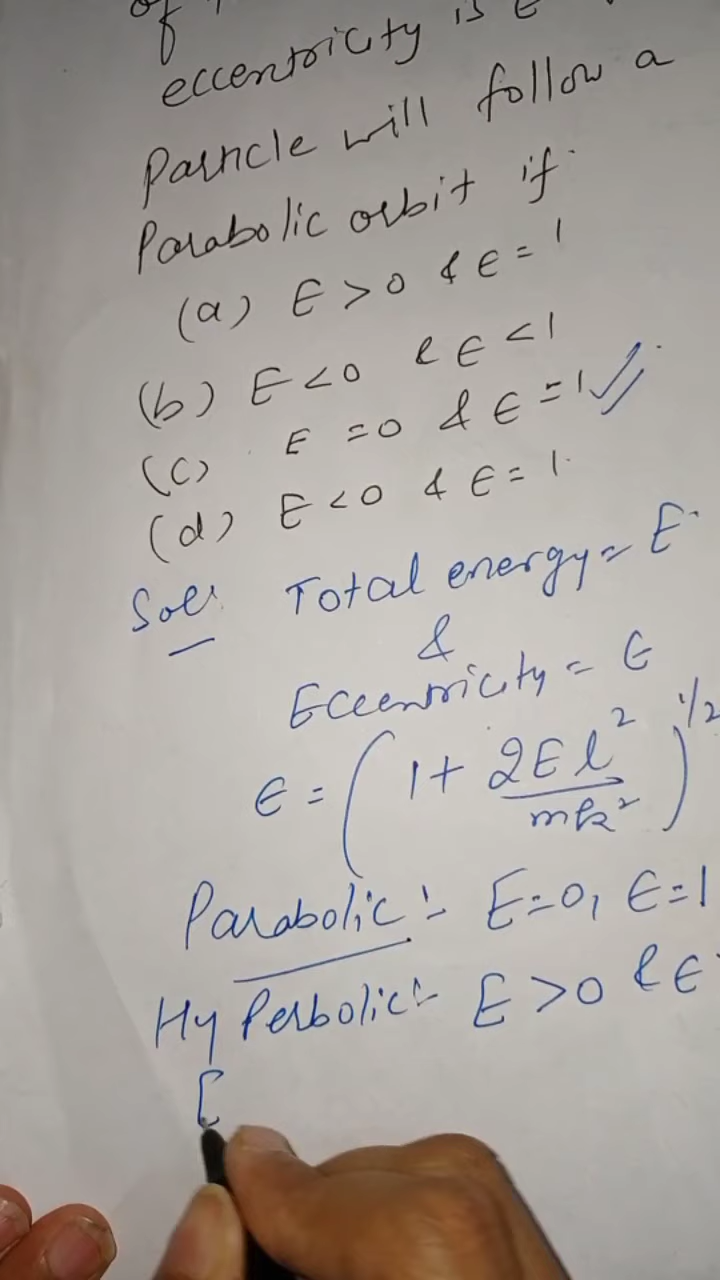 of
eccentricity is ϵ
Particle will follow a
Parabolic orbit if
(a) E > 0 & ϵ = 1
(b) E < 0 & ϵ < 1
(c) E = 0 & ϵ = 1 ✓
(d) E < 0 & ϵ = 1.
Sol: Total energy = E
&
Eccentricity = ϵ
ϵ = (1 + 2El²/mk²)^1/2
Parabolic :- E = 0, ϵ = 1
Hyperbolic :- E > 0 & ϵ